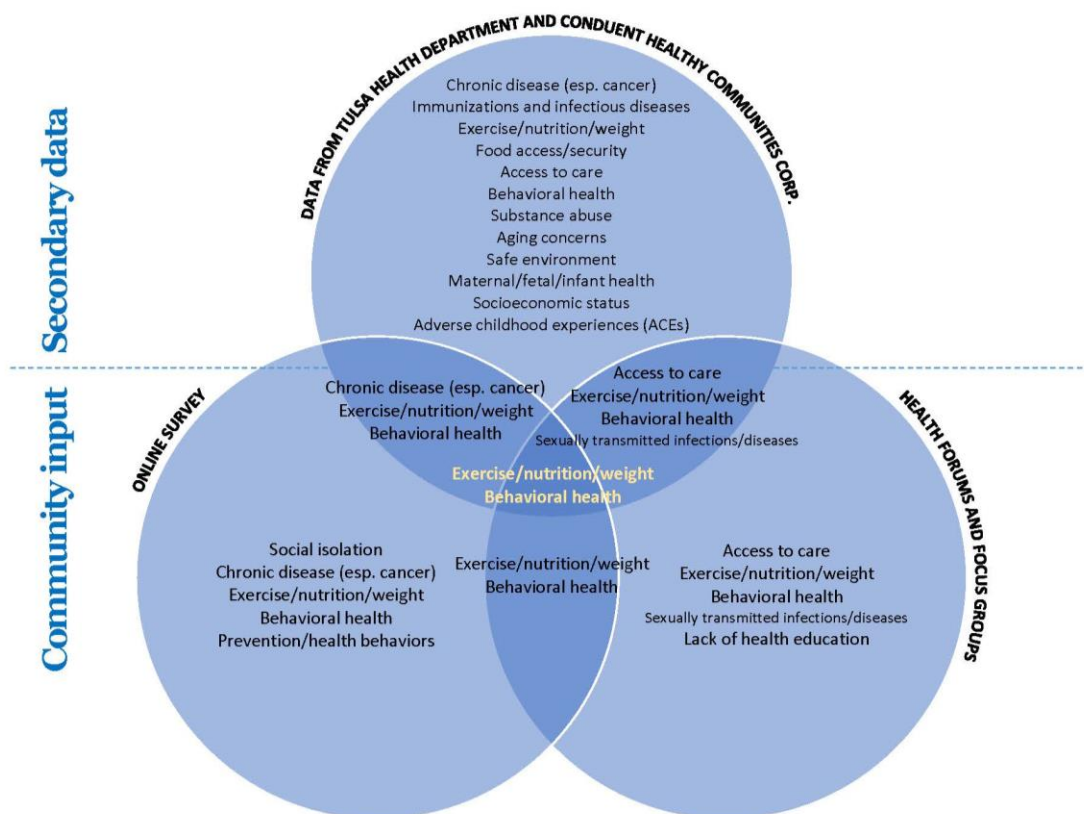 DATA FROM TULSA HEALTH DEPARTMENT AND CONDUENT HEALTHY COMMUNITIES CORP.
Secondary data
Chronic disease (esp. cancer)
Immunizations and infectious diseases
Exercise/nutrition/weight
Food access/security
Access to care
Behavioral health
Substance abuse
Aging concerns
Safe environment
Maternal/fetal/infant health
Socioeconomic status
Adverse childhood experiences (ACEs)
Community input
ONLINE SURVEY
Chronic disease (esp. cancer)
Exercise/nutrition/weight
Behavioral health
Access to care
Exercise/nutrition/weight
Behavioral health
Sexually transmitted infections/diseases
HEALTH FORUMS AND FOCUS GROUPS
Exercise/nutrition/weight
Behavioral health
Social isolation
Chronic disease (esp. cancer)
Exercise/nutrition/weight
Behavioral health
Prevention/health behaviors
Exercise/nutrition/weight
Behavioral health
Access to care
Exercise/nutrition/weight
Behavioral health
Sexually transmitted infections/diseases
Lack of health education